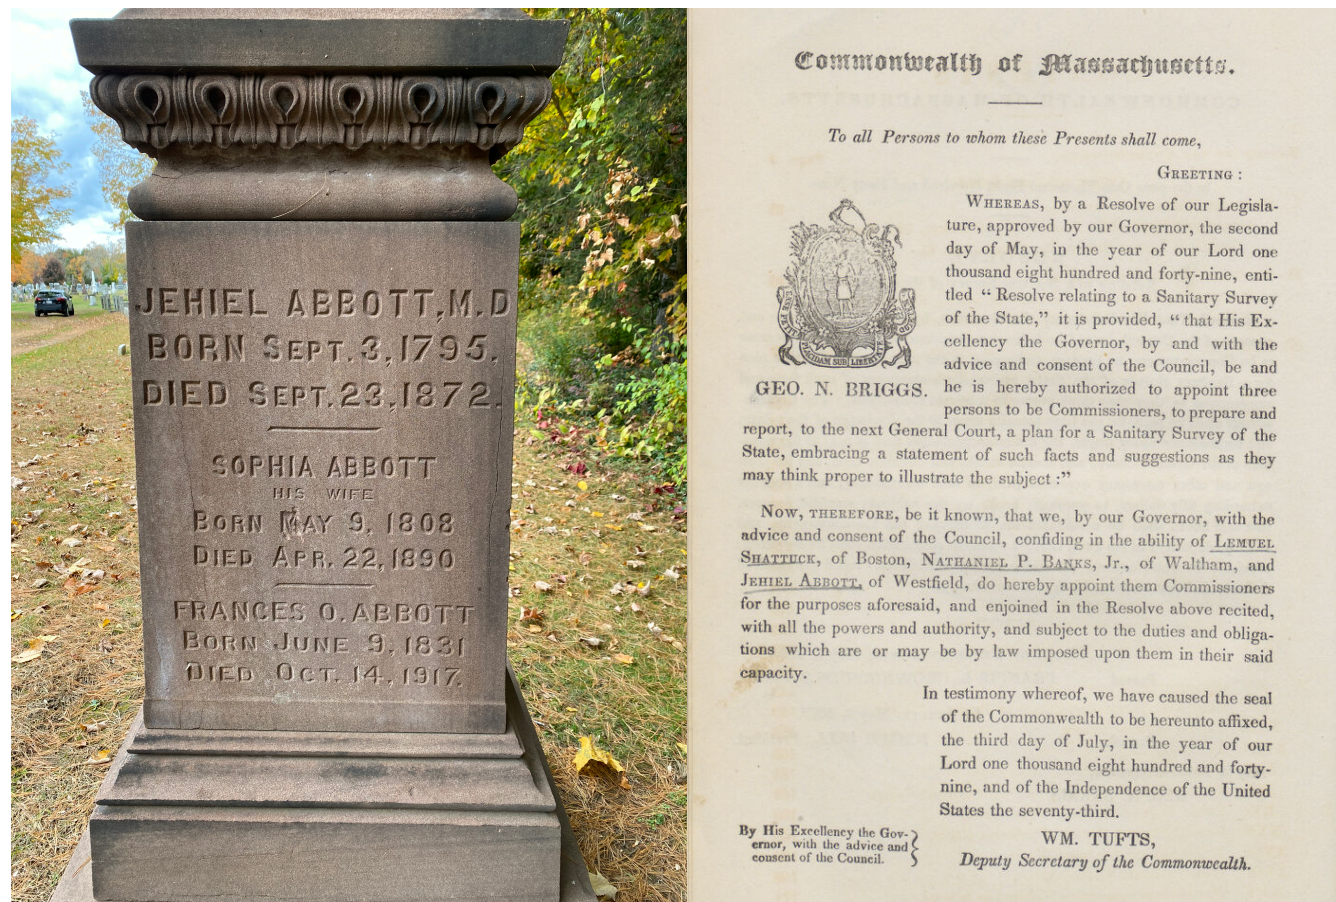 JEHIEL ABBOTT, M.D
BORN SEPT. 3, 1795.
DIED SEPT. 23, 1872.
SOPHIA ABBOTT
HIS WIFE
BORN MAY 9, 1808
DIED APR. 22, 1890
FRANCES O. ABBOTT
BORN JUNE 9, 1831
DIED OCT. 14, 1917.
Commonwealth of Massachusetts.
To all Persons to whom these Presents shall come,
GREETING :
WHEREAS, by a Resolve of our Legisla-
ture, approved by our Governor, the second
day of May, in the year of our Lord one
thousand eight hundred and forty-nine, enti-
tled “ Resolve relating to a Sanitary Survey
of the State,” it is provided, “ that His Ex-
cellency the Governor, by and with the
advice and consent of the Council, be and
he is hereby authorized to appoint three
persons to be Commissioners, to prepare and
report, to the next General Court, a plan for a Sanitary Survey of the
State, embracing a statement of such facts and suggestions as they
may think proper to illustrate the subject :”
PLACIDAM SUB LIBERTATE
GEO. N. BRIGGS.
NOW, THEREFORE, be it known, that we, by our Governor, with the
advice and consent of the Council, confiding in the ability of LEMUEL
SHATTUCK, of Boston, NATHANIEL P. BANKS, Jr., of Waltham, and
JEHIEL ABBOTT, of Westfield, do hereby appoint them Commissioners
for the purposes aforesaid, and enjoined in the Resolve above recited,
with all the powers and authority, and subject to the duties and obliga-
tions which are or may be by law imposed upon them in their said
capacity.
In testimony whereof, we have caused the seal
of the Commonwealth to be hereunto affixed,
the third day of July, in the year of our
Lord one thousand eight hundred and forty-
nine, and of the Independence of the United
States the seventy-third.
By His Excellency the Gov-
ernor, with the advice and
consent of the Council.
WM. TUFTS,
Deputy Secretary of the Commonwealth.